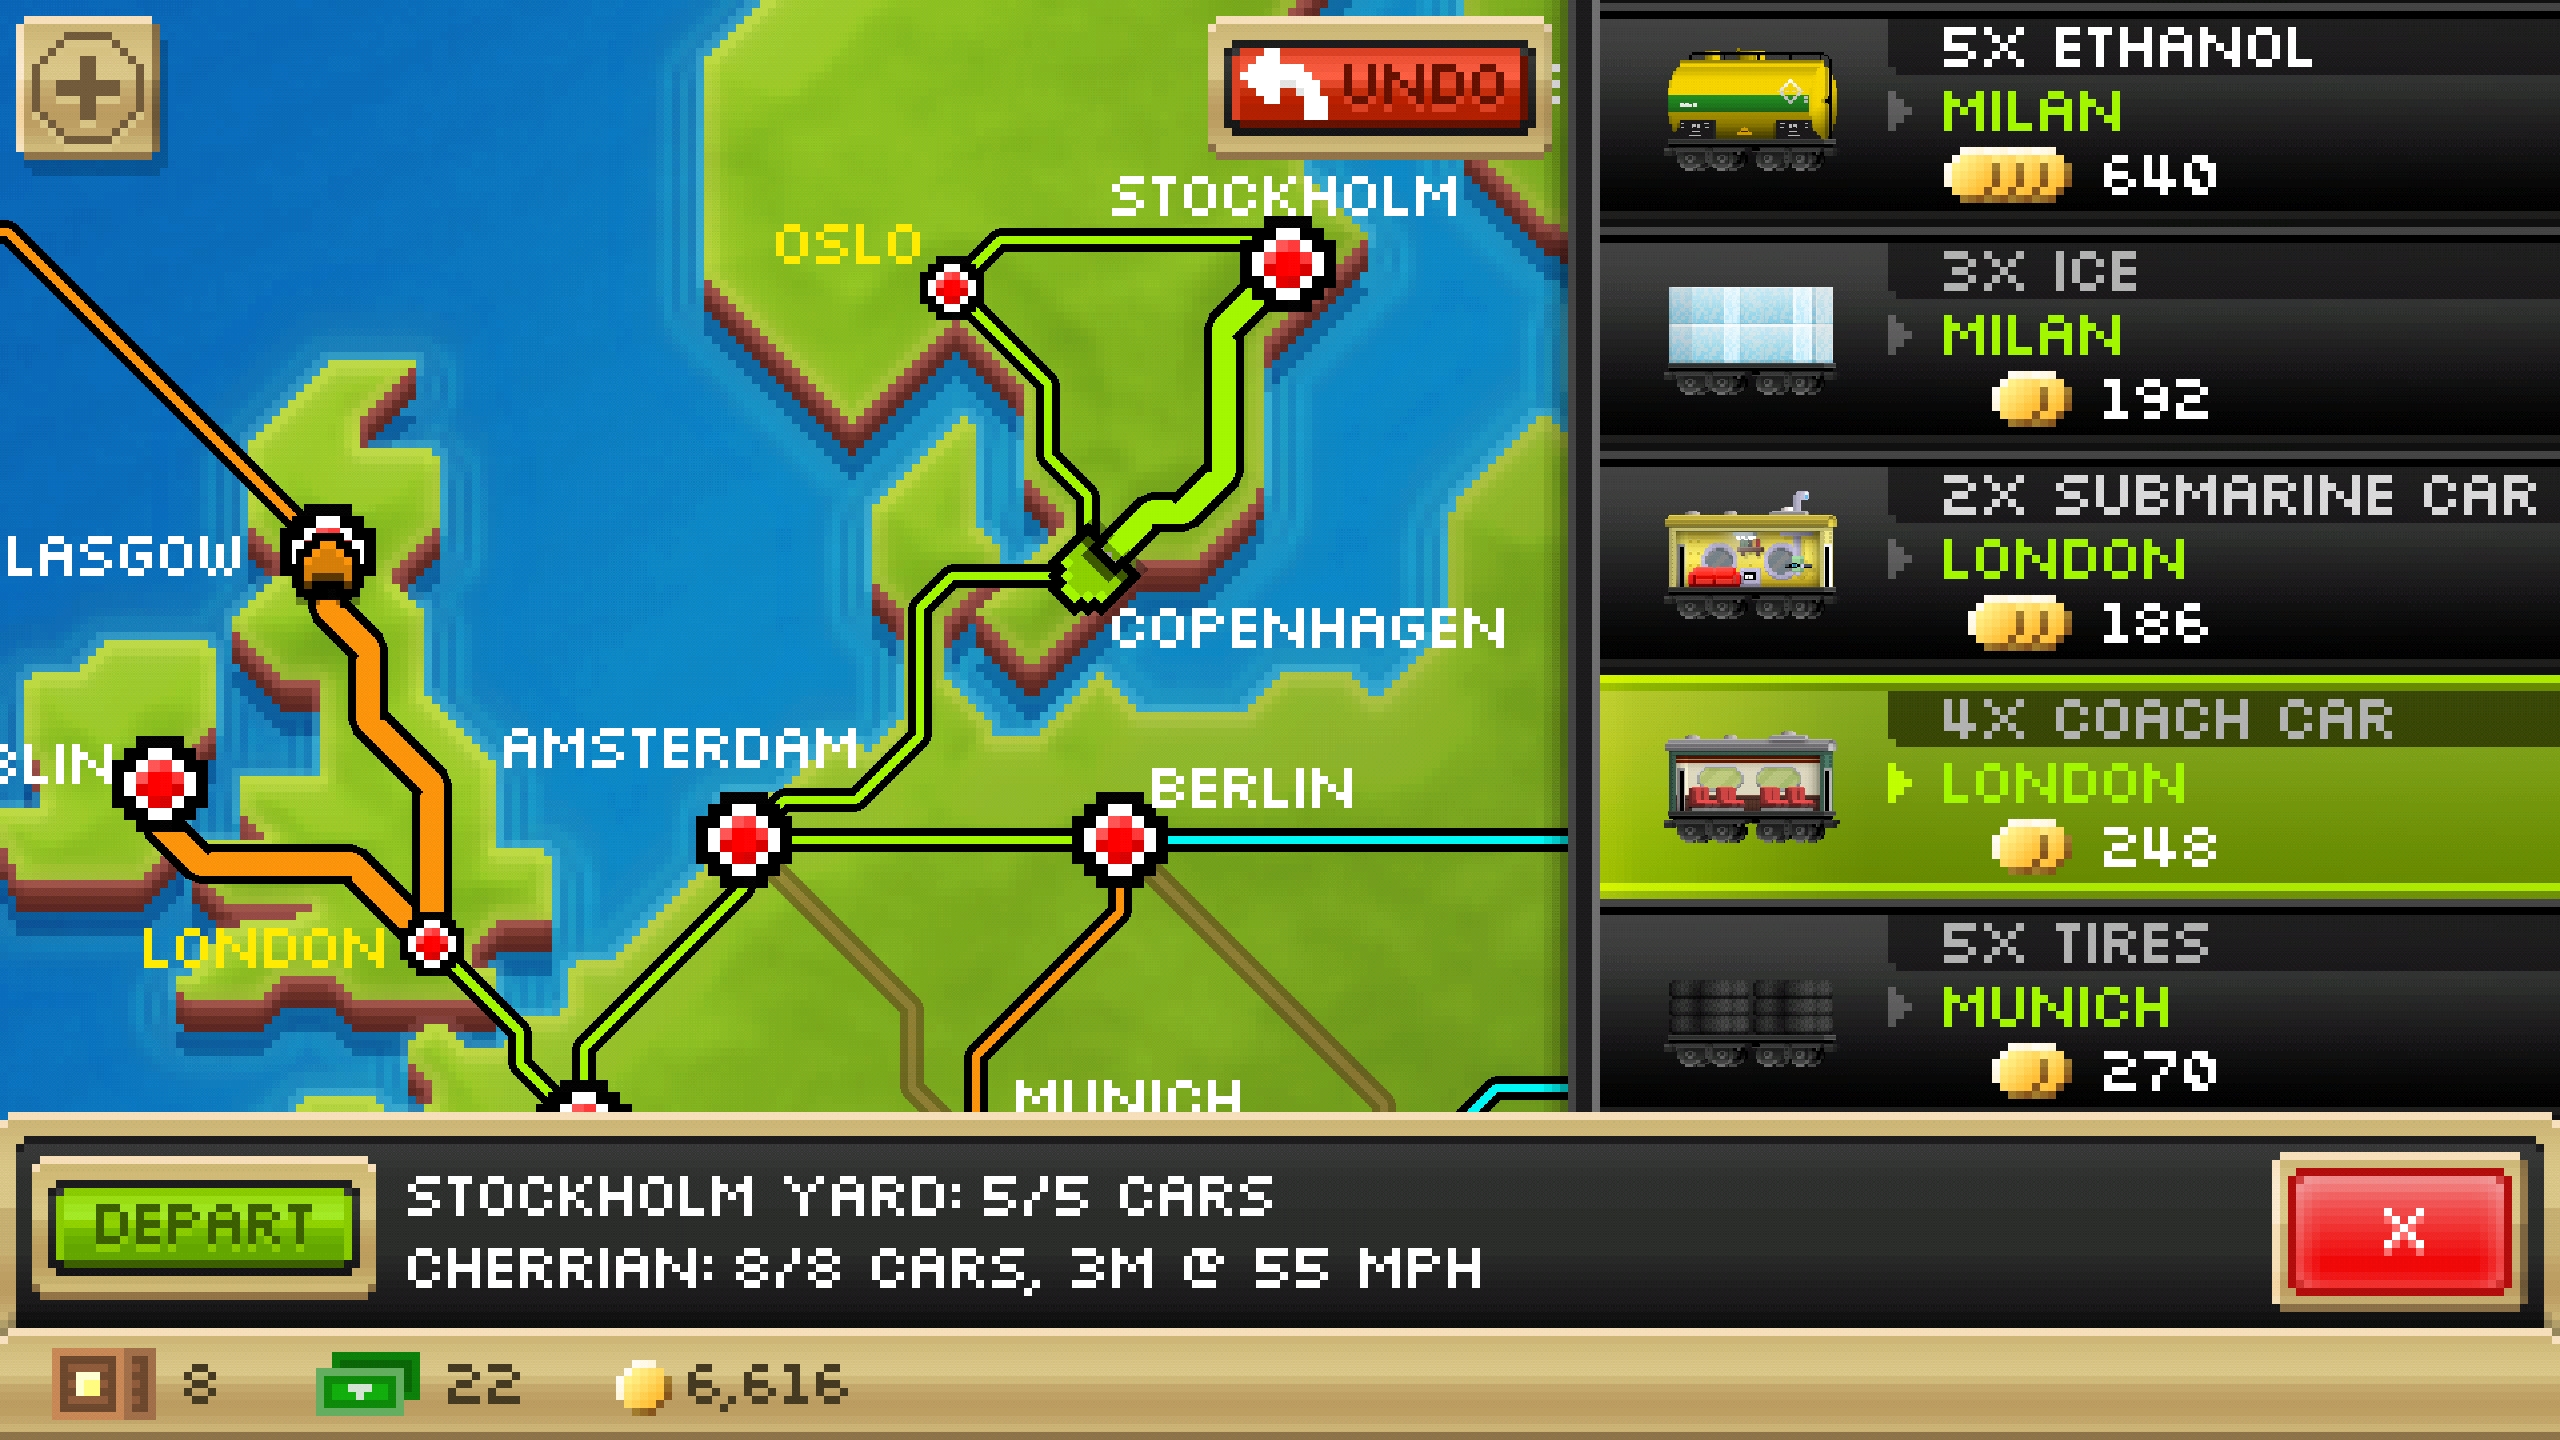 UNDO
STOCKHOLM
OSLO
LASGOW
COPENHAGEN
AMSTERDAM
BLIN
BERLIN
LONDON
MUNICH
5X ETHANOL
MILAN
640
3X ICE
MILAN
192
2X SUBMARINE CAR
LONDON
186
4X COACH CAR
LONDON
248
5X TIRES
MUNICH
270
DEPART
STOCKHOLM YARD: 5/5 CARS
CHERRIAN: 8/8 CARS, 3M @ 55 MPH
X
8
22
6,616